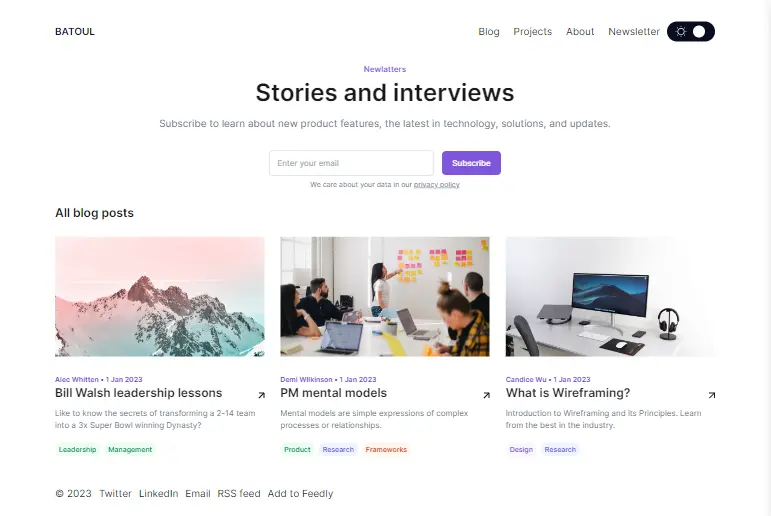 BATOUL
Blog Projects About Newsletter
Newlatters
Stories and interviews
Subscribe to learn about new product features, the latest in technology, solutions, and updates.
Enter your email Subscribe
We care about your data in our privacy policy
All blog posts
Alec Whitten • 1 Jan 2023
Bill Walsh leadership lessons
Like to know the secrets of transforming a 2-14 team
into a 3x Super Bowl winning Dynasty?
Leadership Management
Demi Wilkinson • 1 Jan 2023
PM mental models
Mental models are simple expressions of complex
processes or relationships.
Product Research Frameworks
Candice Wu • 1 Jan 2023
What is Wireframing?
Introduction to Wireframing and its Principles. Learn
from the best in the industry.
Design Research
© 2023 Twitter LinkedIn Email RSS feed Add to Feedly